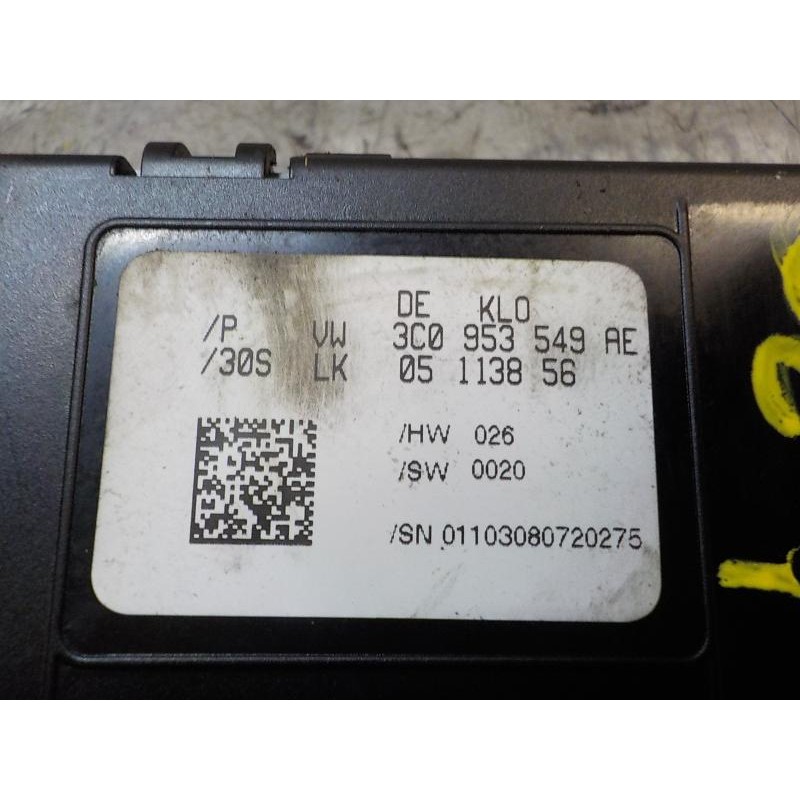 DE KLO
/P VW 3C0 953 549 AE
/30S LK 05 1138 56
/HW 026
/SW 0020
/SN 01103080720275